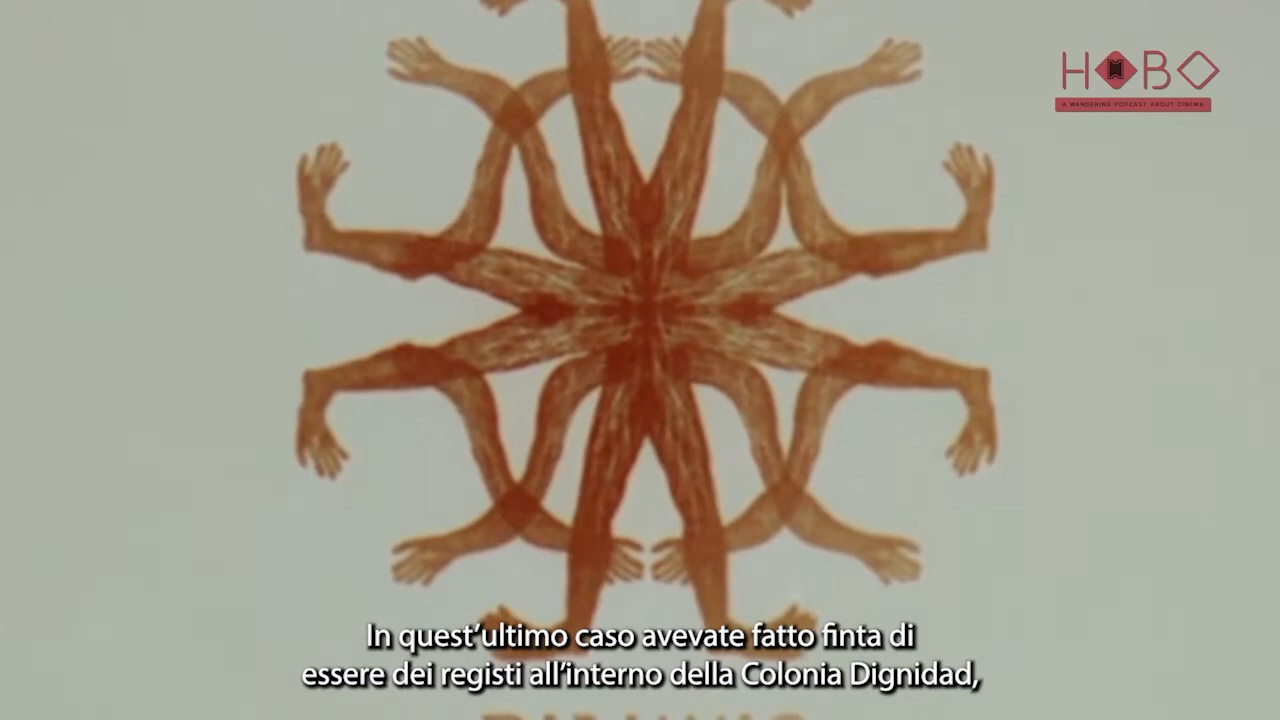 HOBO
A WANDERING PODCAST ABOUT CINEMA
In quest'ultimo caso avevate fatto finta di
essere dei registi all'interno della Colonia Dignidad,